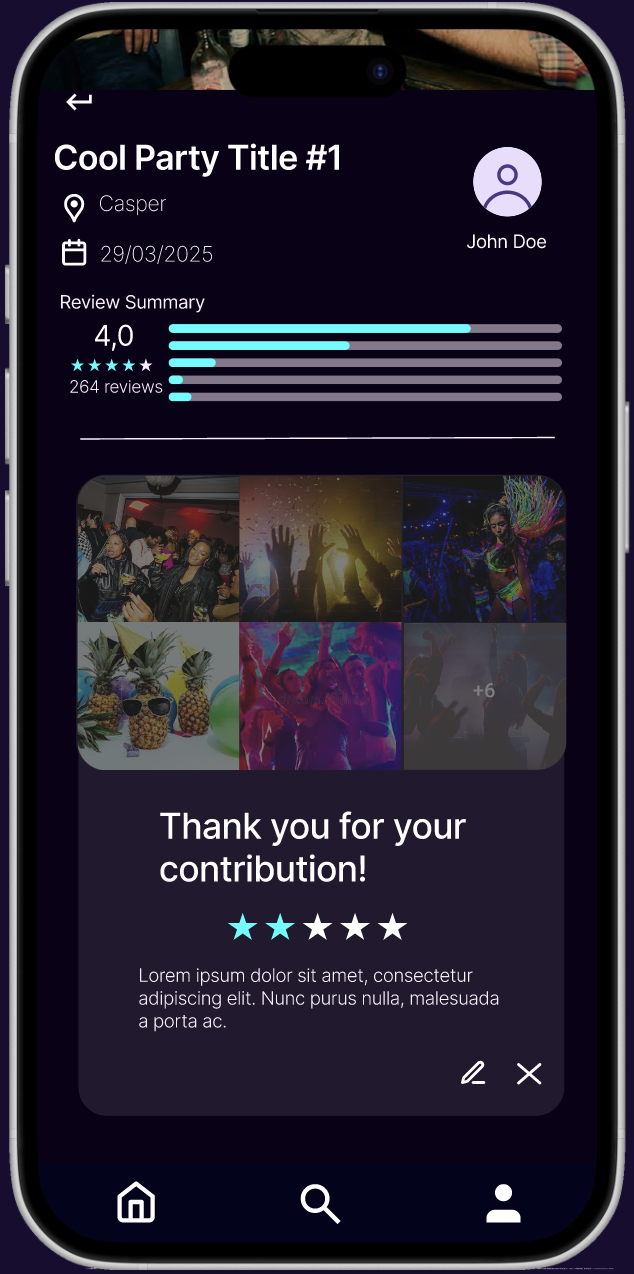 Cool Party Title #1
Casper
29/03/2025
John Doe
Review Summary
4,0
264 reviews
+6
Thank you for your
contribution!
Lorem ipsum dolor sit amet, consectetur
adipiscing elit. Nunc purus nulla, malesuada
a porta ac.